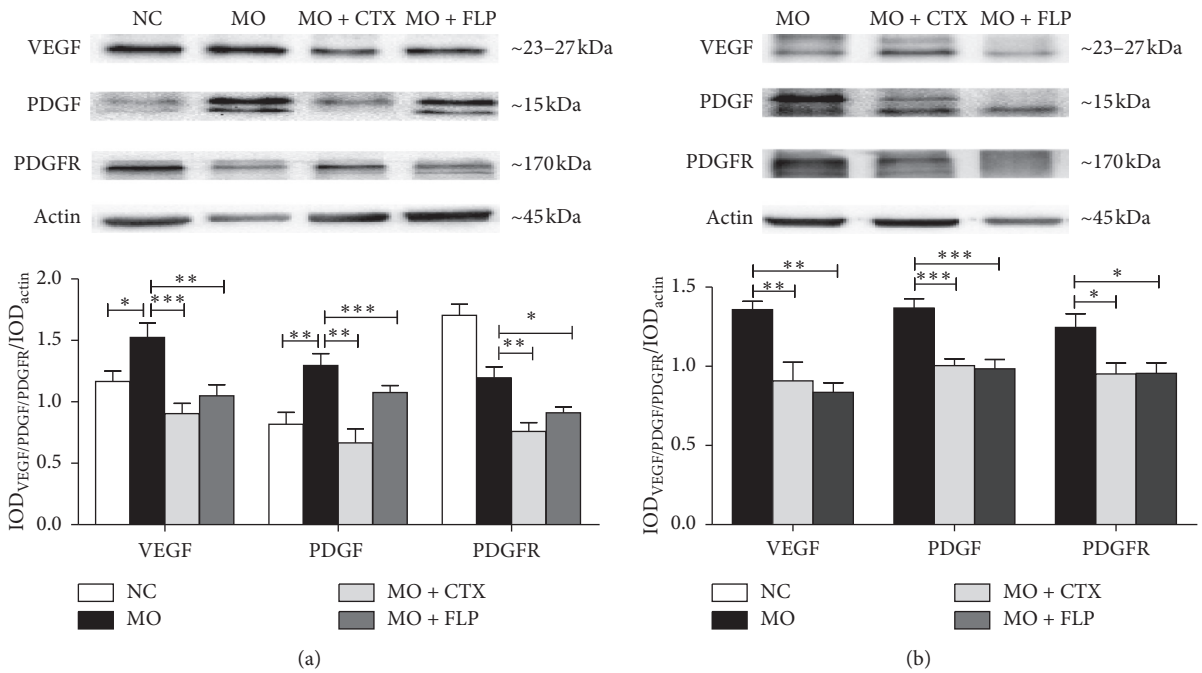 NC MO MO + CTX MO + FLP
VEGF ~23–27 kDa
PDGF ~15 kDa
PDGFR ~170 kDa
Actin ~45 kDa
IOD_VEGF/PDGF/PDGFR/IOD_actin
2.0
1.5
1.0
0.5
0.0
* *** **
** ** ***
** *
VEGF PDGF PDGFR
NC MO + CTX
MO MO + FLP
(a)
MO MO + CTX MO + FLP
VEGF ~23–27 kDa
PDGF ~15 kDa
PDGFR ~170 kDa
Actin ~45 kDa
IOD_VEGF/PDGF/PDGFR/IOD_actin
1.5
1.0
0.5
0.0
** **
*** ***
* *
VEGF PDGF PDGFR
NC MO + CTX
MO MO + FLP
(b)